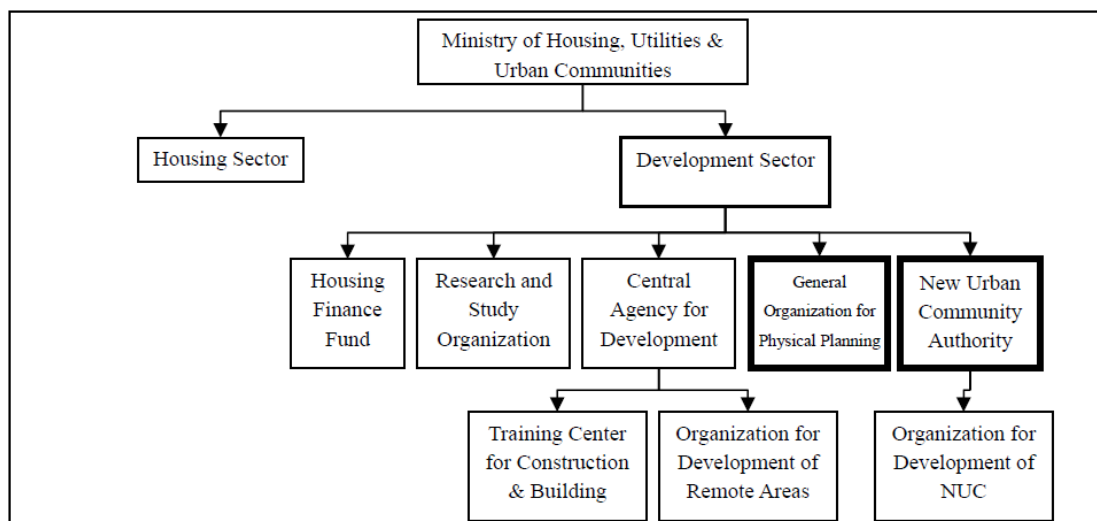 Ministry of Housing, Utilities &
Urban Communities
Housing Sector
Development Sector
Housing
Finance
Fund
Research and
Study
Organization
Central
Agency for
Development
General
Organization for
Physical Planning
New Urban
Community
Authority
Training Center
for Construction
& Building
Organization for
Development of
Remote Areas
Organization for
Development of
NUC